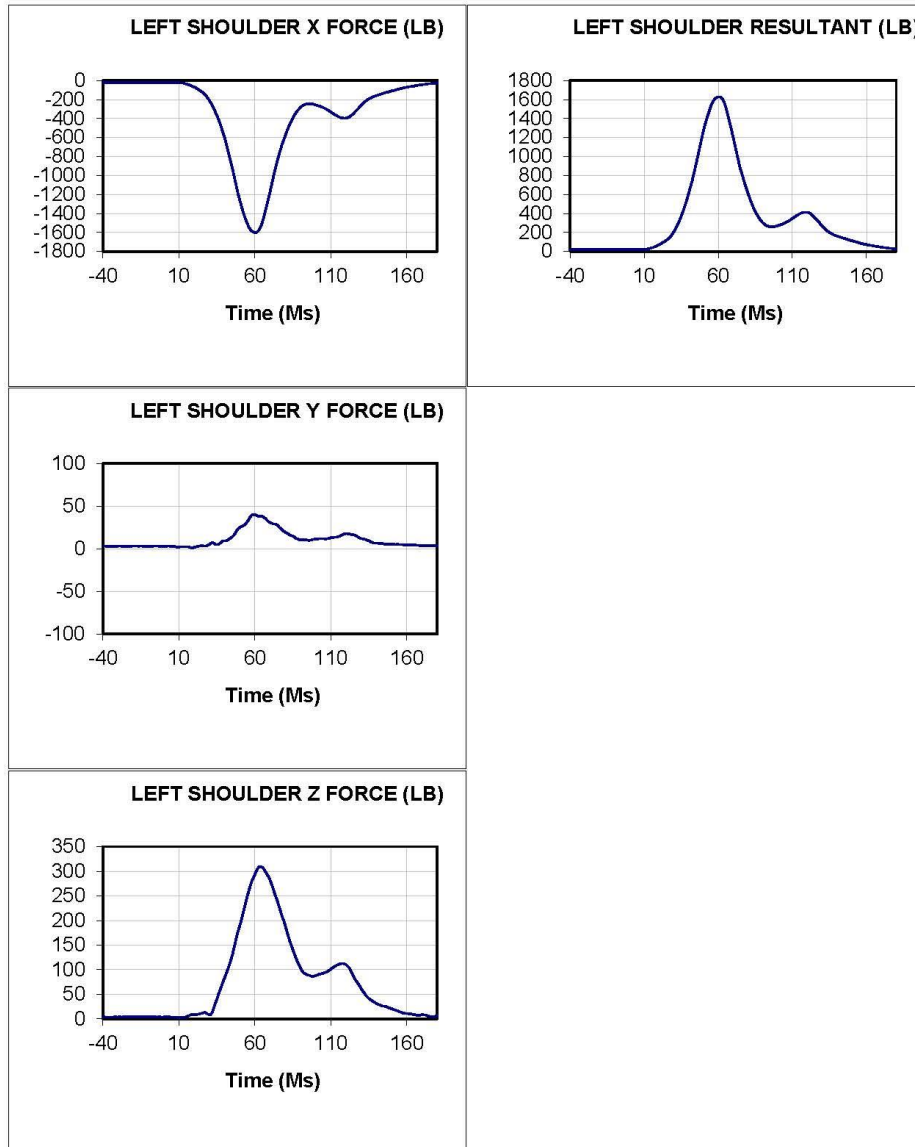 LEFT SHOULDER X FORCE (LB)
0
-200
-400
-600
-800
-1000
-1200
-1400
-1600
-1800
-40 10 60 110 160
Time (Ms)
LEFT SHOULDER RESULTANT (LB)
1800
1600
1400
1200
1000
800
600
400
200
0
-40 10 60 110 160
Time (Ms)
LEFT SHOULDER Y FORCE (LB)
100
50
0
-50
-100
-40 10 60 110 160
Time (Ms)
LEFT SHOULDER Z FORCE (LB)
350
300
250
200
150
100
50
0
-40 10 60 110 160
Time (Ms)